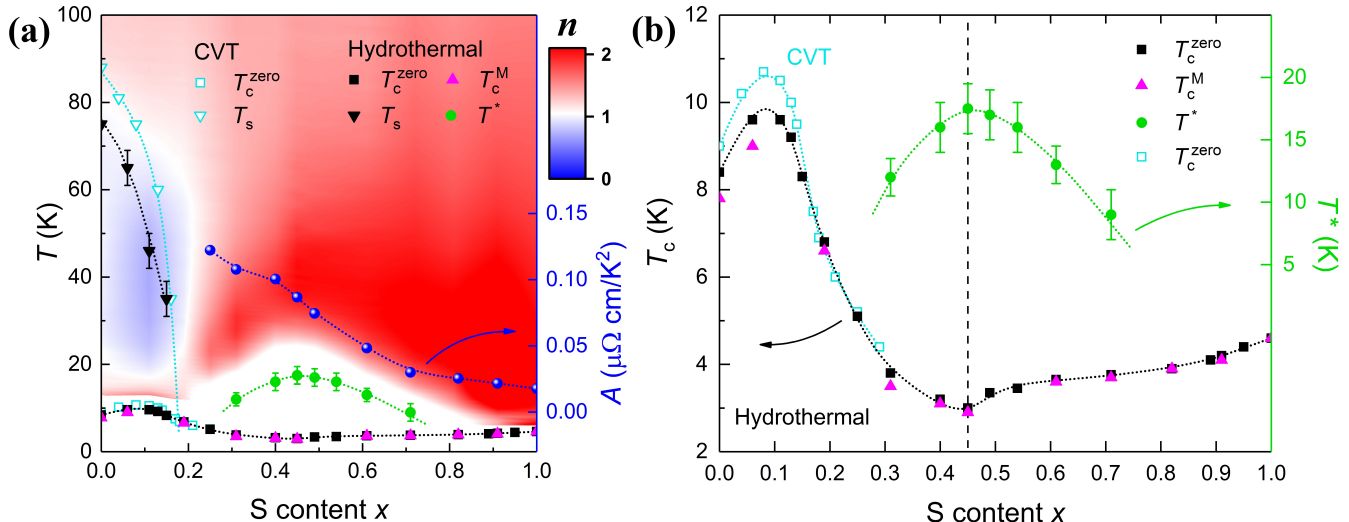 (a)
n
CVT
Hydrothermal
T_c^zero
T_s
T_c^zero
T_c^M
T_s
T^*
2
1
0
100
80
60
40
20
0
T (K)
0.15
0.10
0.05
0.00
A (μΩ cm/K²)
0.0 0.2 0.4 0.6 0.8 1.0
S content x
(b)
CVT
T_c^zero
T_c^M
T^*
T_c^zero
12
10
8
6
4
2
T_c (K)
20
15
10
5
T* (K)
Hydrothermal
0.0 0.1 0.2 0.3 0.4 0.5 0.6 0.7 0.8 0.9 1.0
S content x